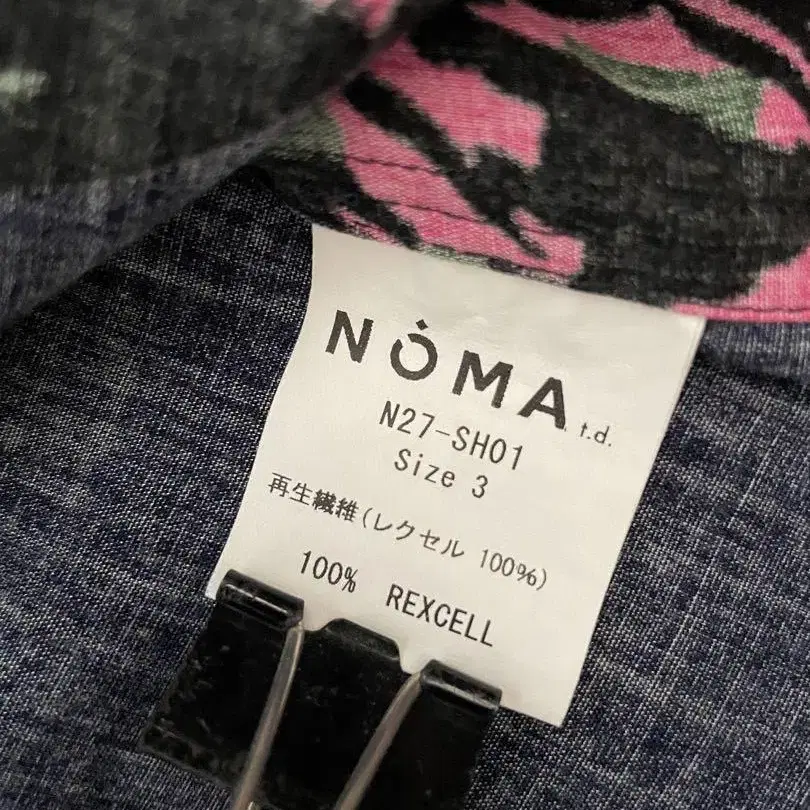 NOMA t.d.
N27-SH01
Size 3
再生繊維(レクセル 100%)
100% REXCELL